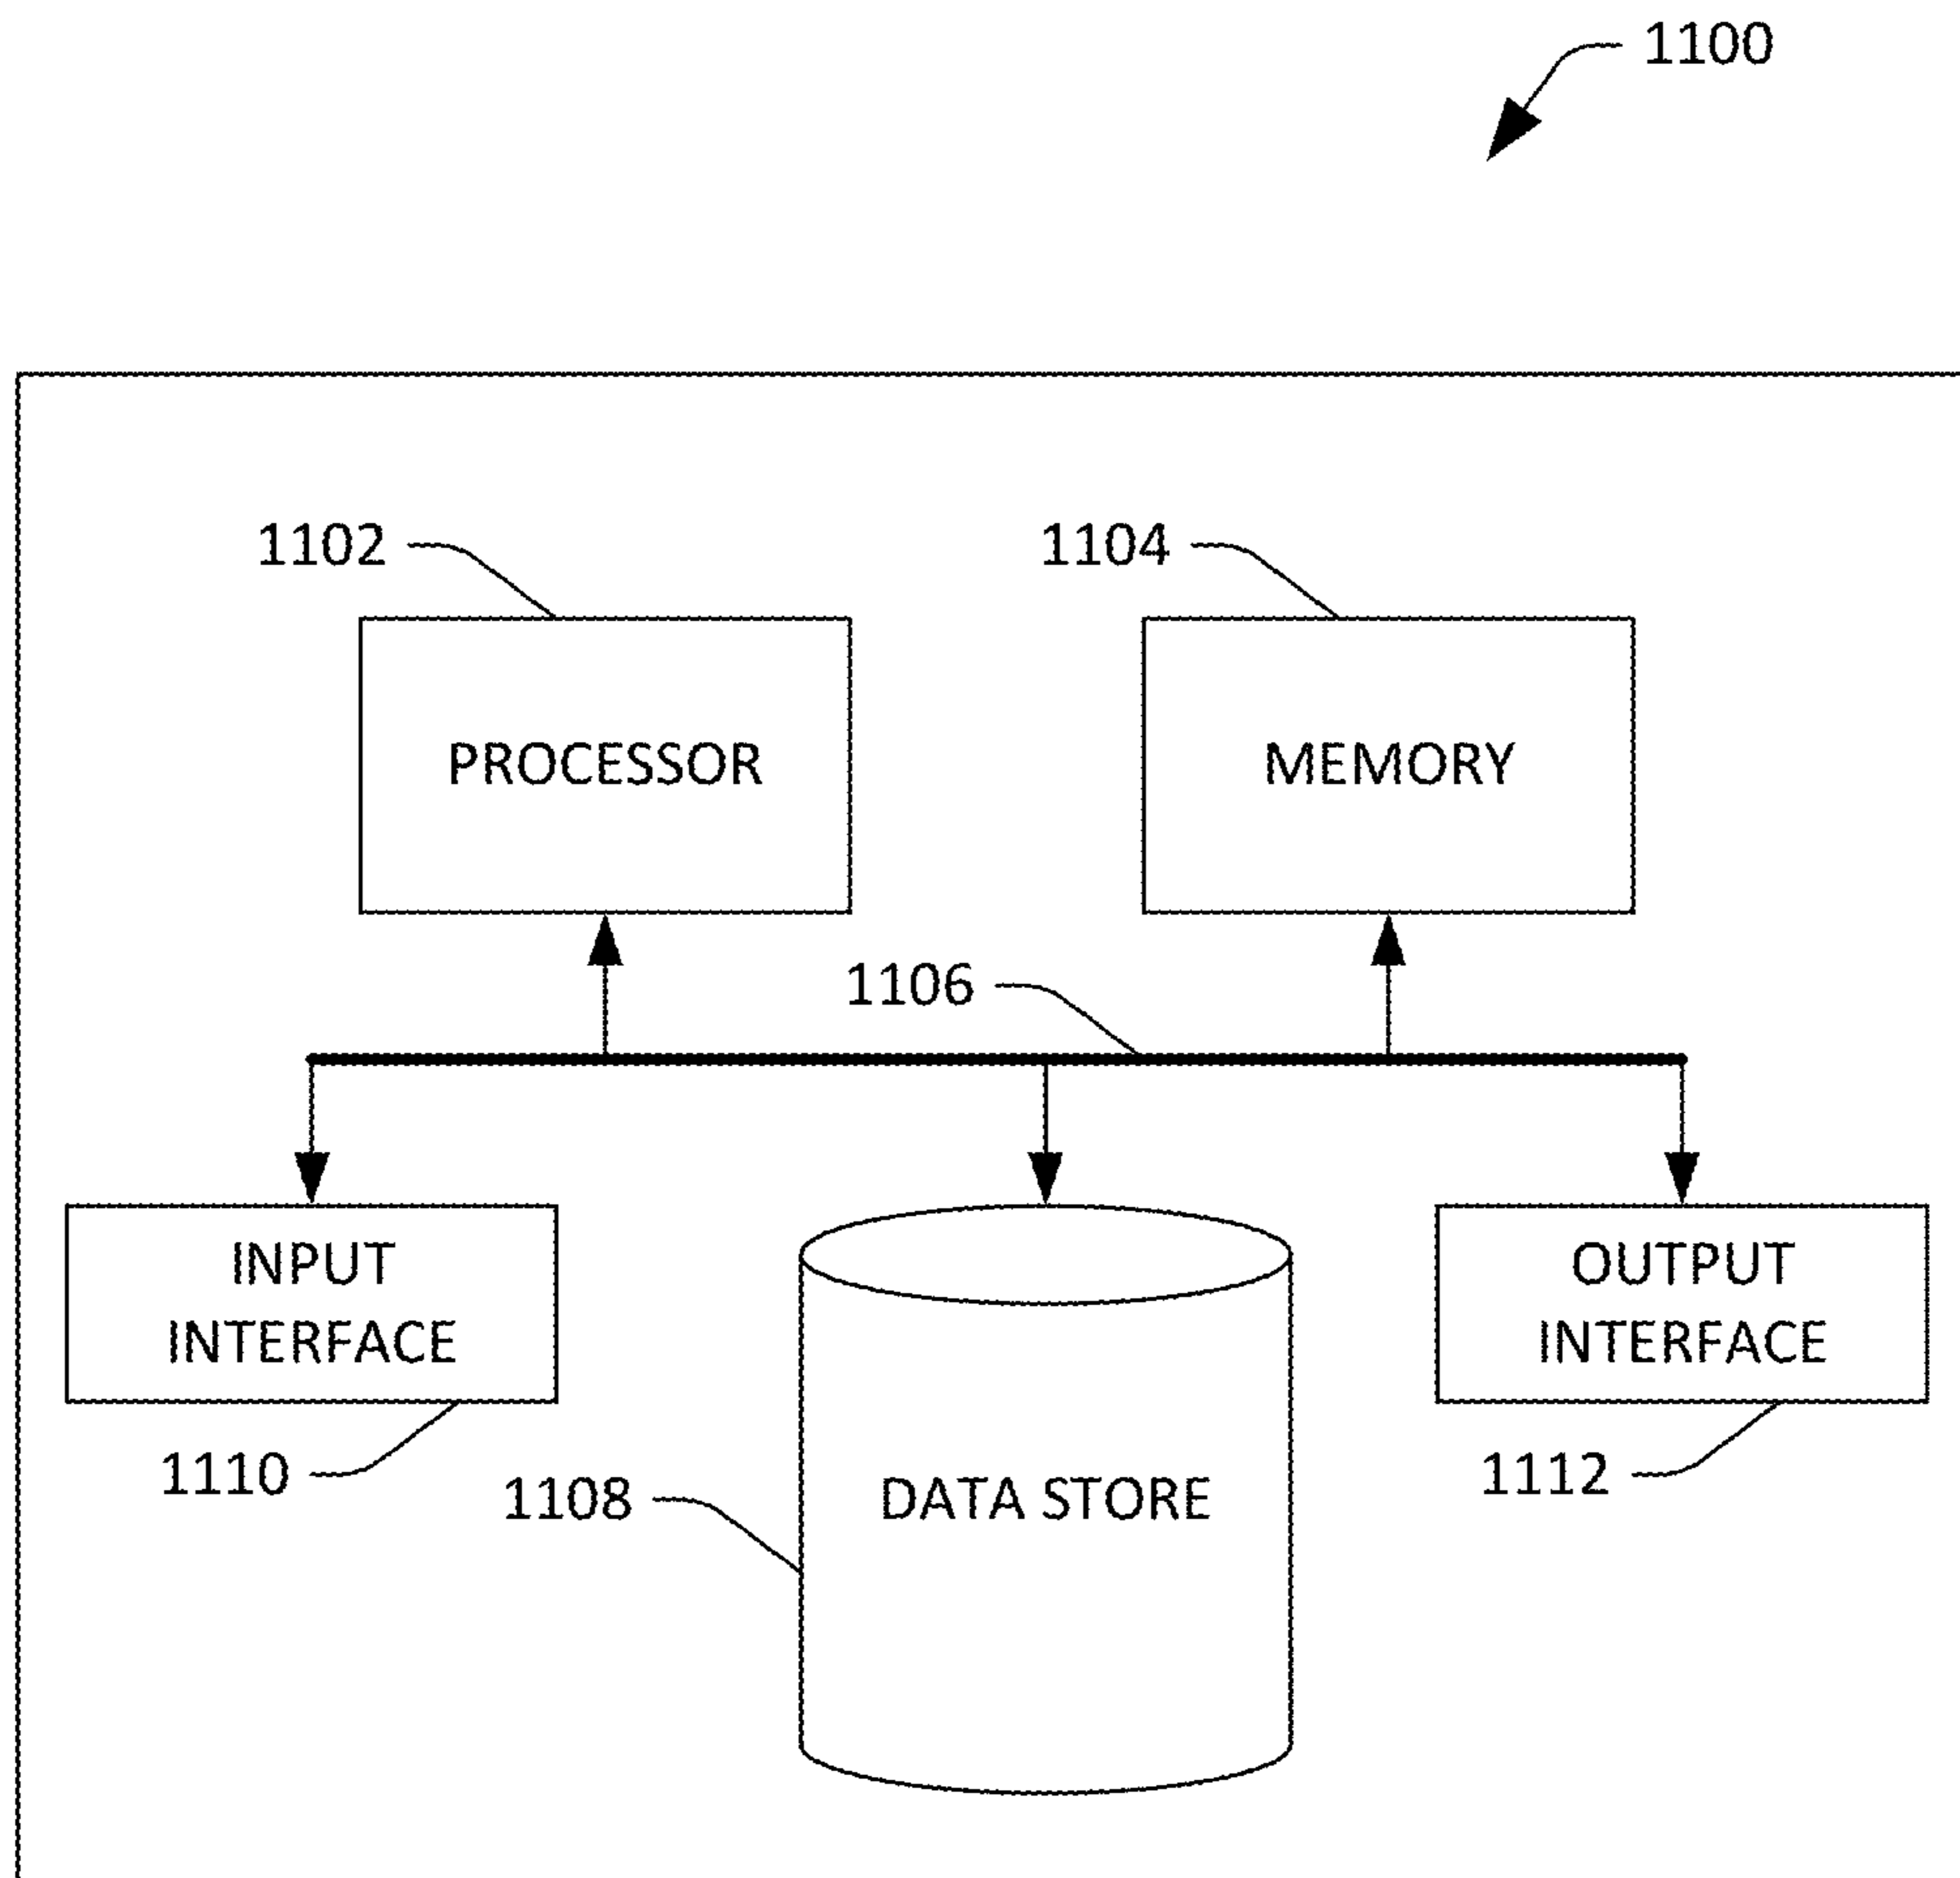 1100
1102
1104
PROCESSOR
MEMORY
1106
INPUT
INTERFACE
OUTPUT
INTERFACE
1110
1108
DATA STORE
1112